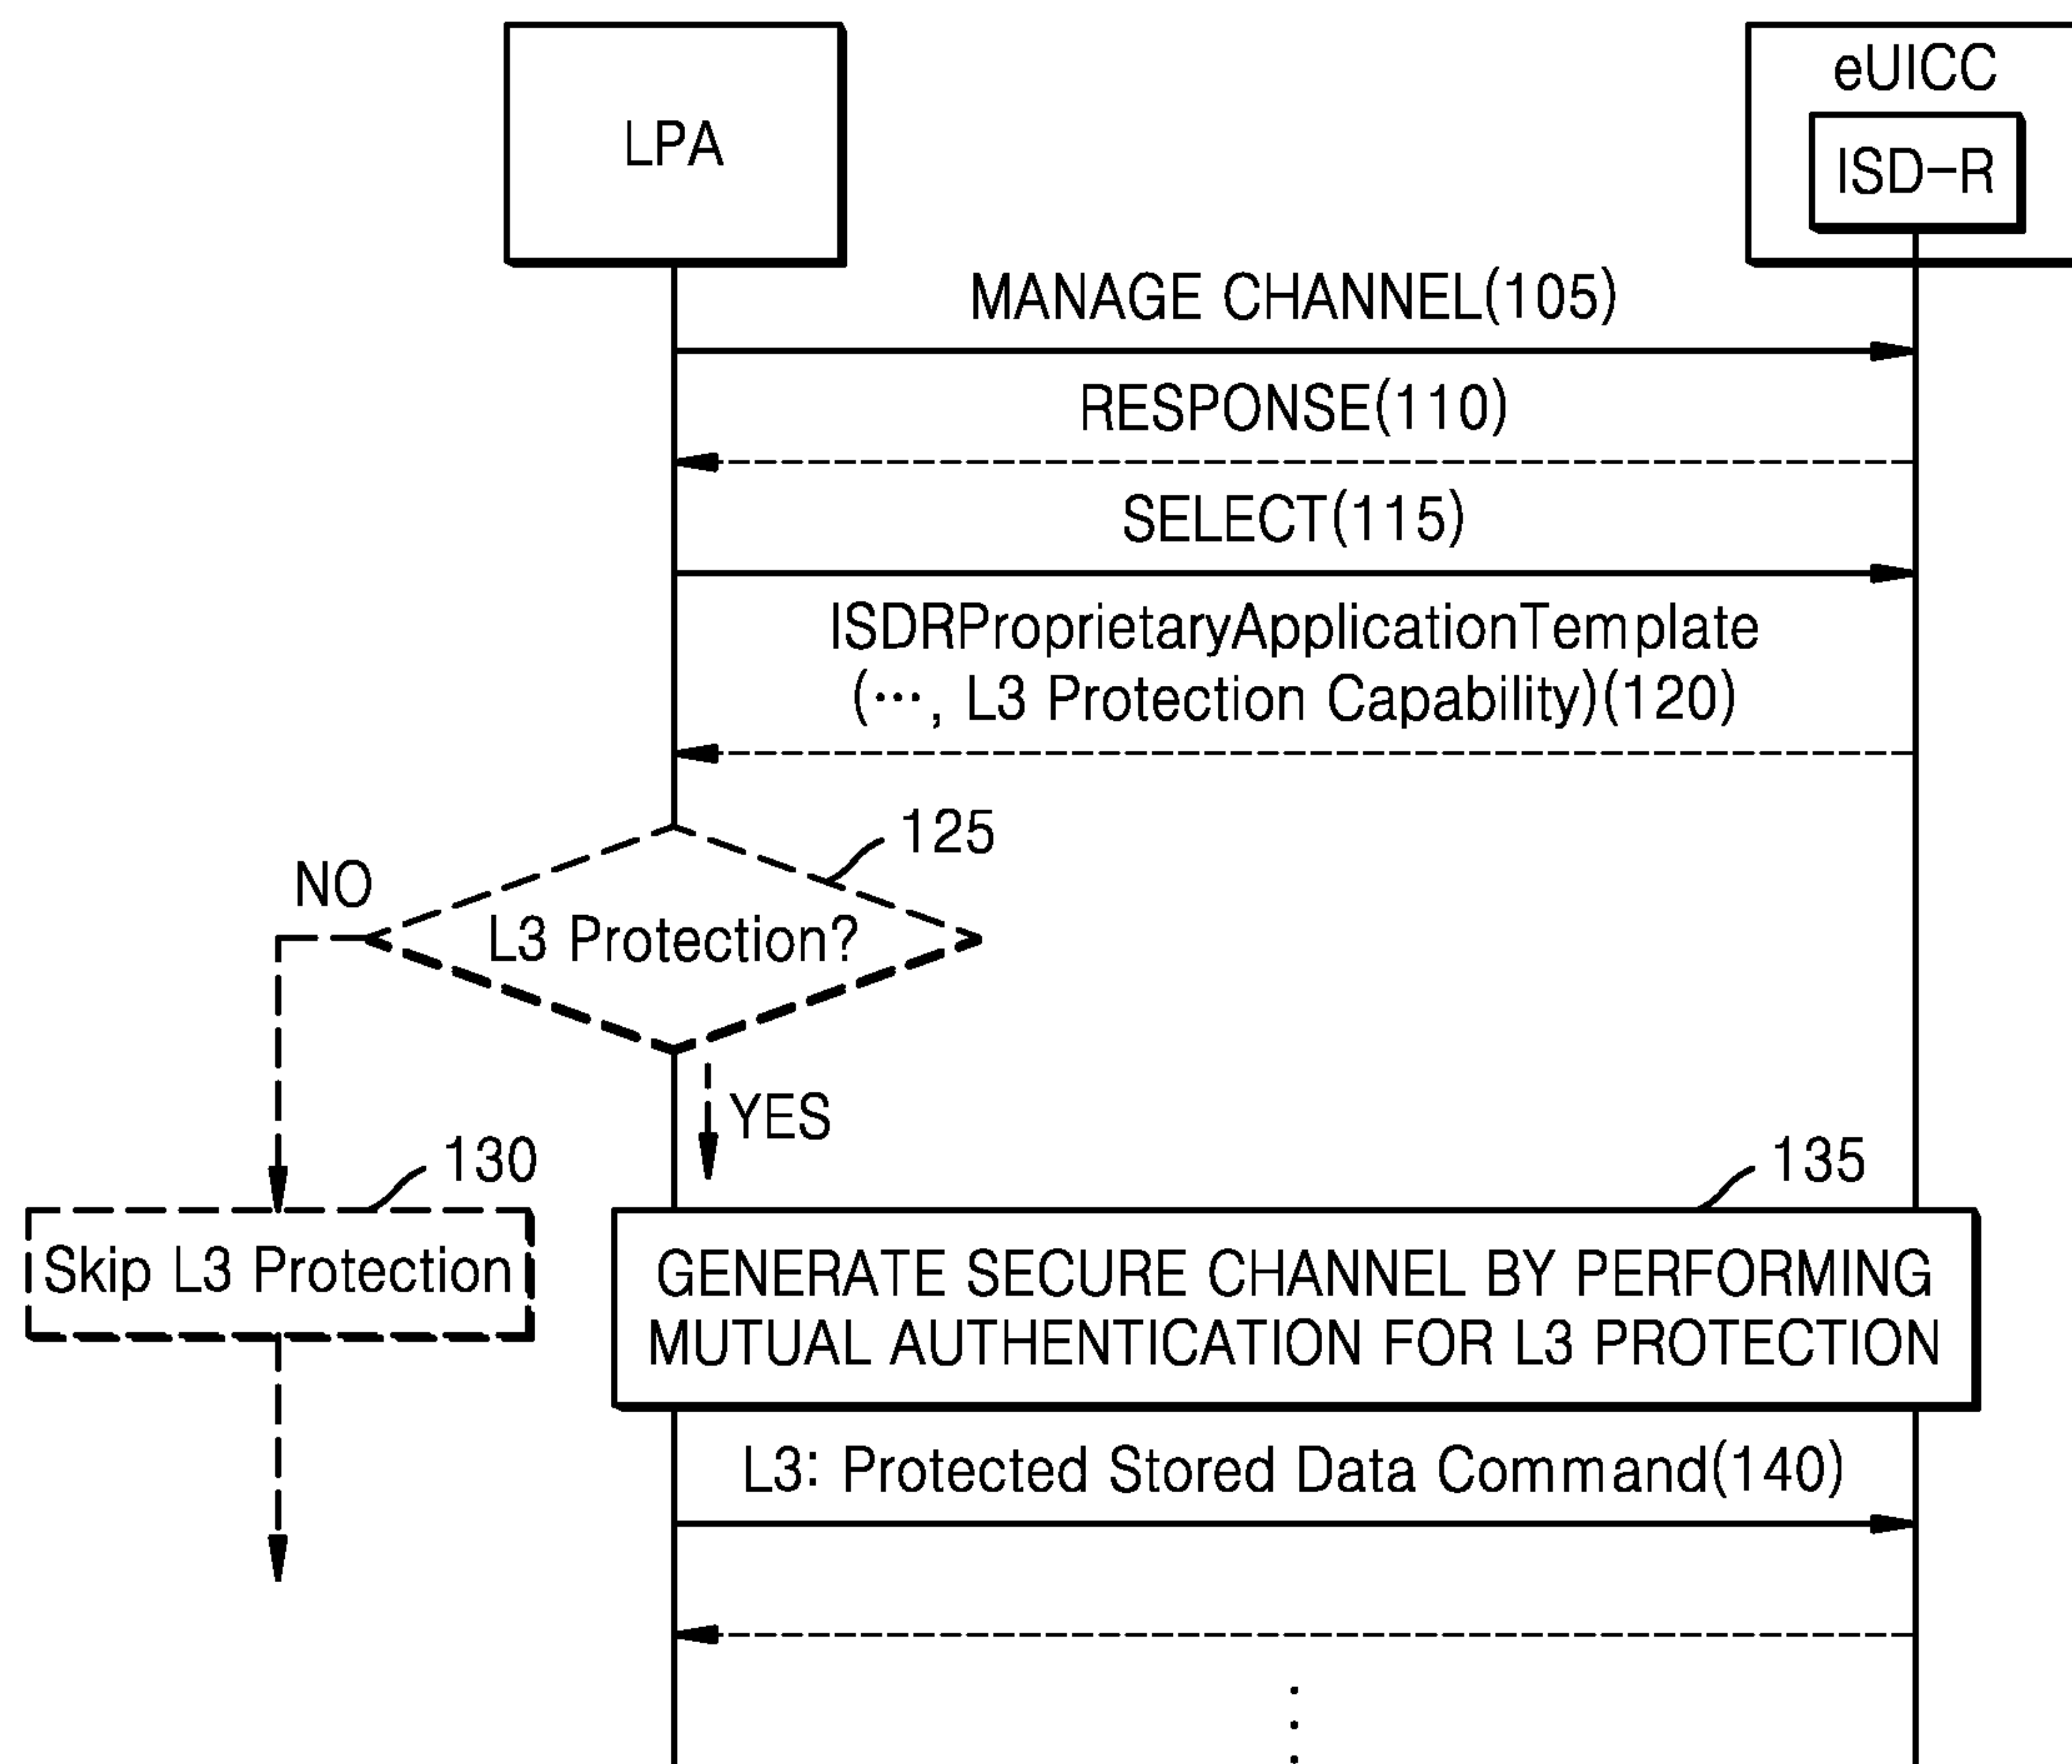 LPA
eUICC
ISD-R
MANAGE CHANNEL(105)
RESPONSE(110)
SELECT(115)
ISDRProprietaryApplicationTemplate
(⋯, L3 Protection Capability)(120)
125
NO
L3 Protection?
YES
130
135
Skip L3 Protection
GENERATE SECURE CHANNEL BY PERFORMING
MUTUAL AUTHENTICATION FOR L3 PROTECTION
L3: Protected Stored Data Command(140)